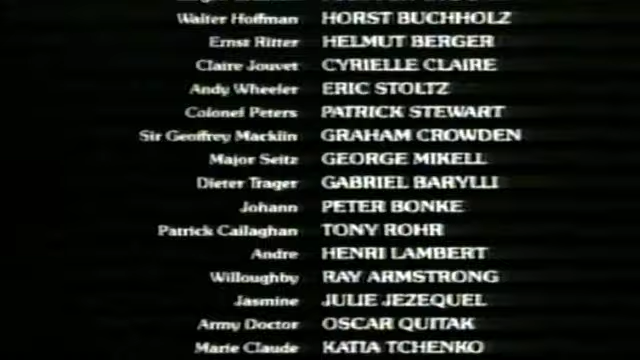 Walter Hoffman HORST BUCHHOLZ
Ernst Ritter HELMUT BERGER
Claire Jouvet CYRIELLE CLAIRE
Andy Wheeler ERIC STOLTZ
Colonel Peters PATRICK STEWART
Sir Geoffrey Macklin GRAHAM CROWDEN
Major Seitz GEORGE MIKELL
Dieter Trager GABRIEL BARYLLI
Johann PETER BONKE
Patrick Callaghan TONY ROHR
Andre HENRI LAMBERT
Willoughby RAY ARMSTRONG
Jasmine JULIE JEZEQUEL
Army Doctor OSCAR QUITAK
Marie Claude KATIA TCHENKO